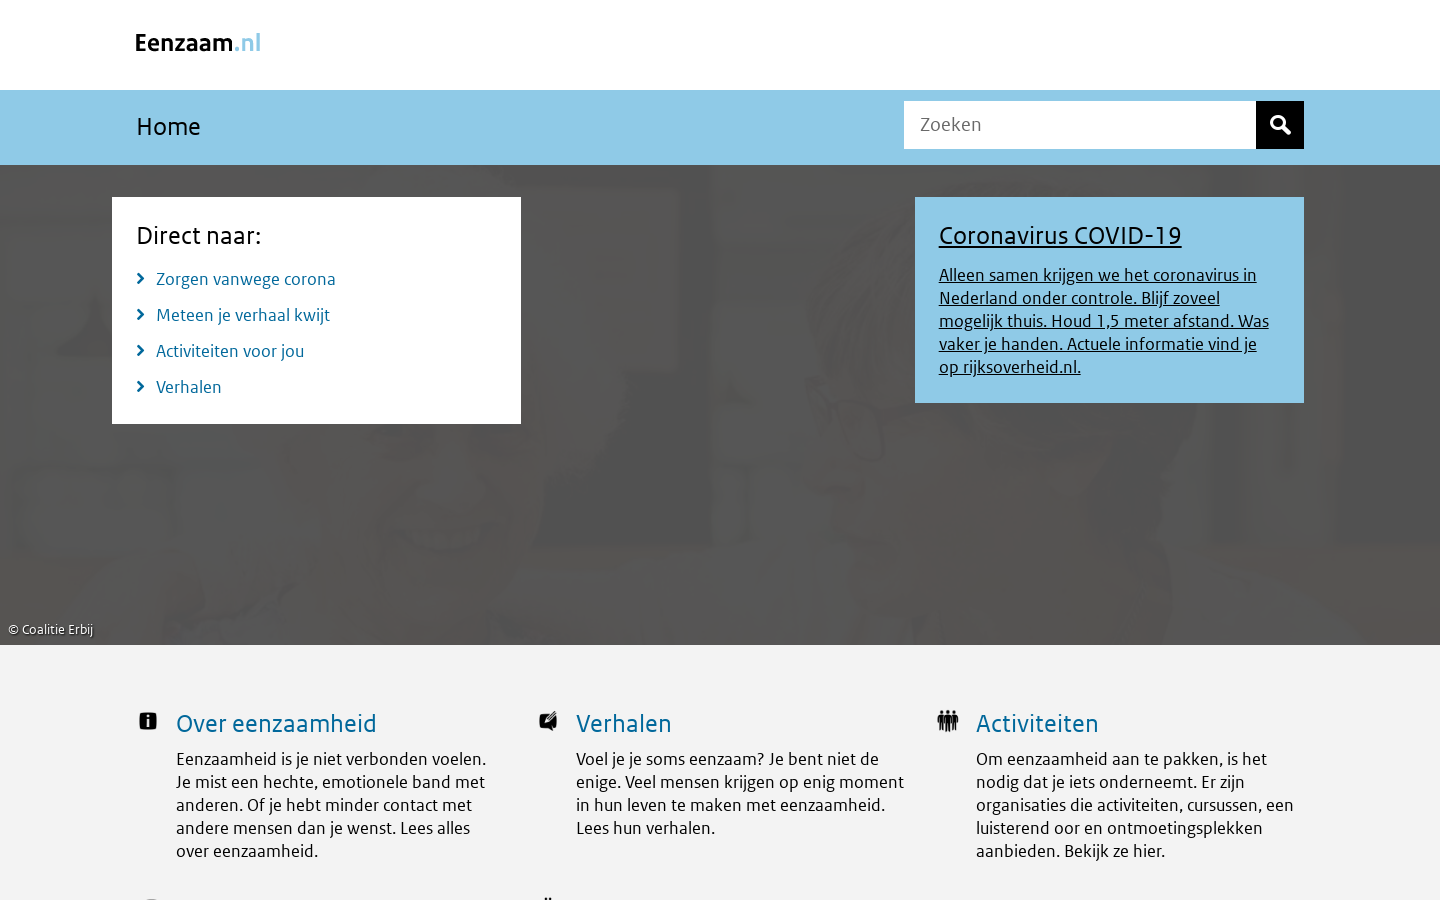 Eenzaam.nl
Home
Zoeken
Direct naar:
Zorgen vanwege corona
Meteen je verhaal kwijt
Activiteiten voor jou
Verhalen
Coronavirus COVID-19
Alleen samen krijgen we het coronavirus in
Nederland onder controle. Blijf zoveel
mogelijk thuis. Houd 1,5 meter afstand. Was
vaker je handen. Actuele informatie vind je
op rijksoverheid.nl.
© Coalitie Erbij
Over eenzaamheid
Eenzaamheid is je niet verbonden voelen.
Je mist een hechte, emotionele band met
anderen. Of je hebt minder contact met
andere mensen dan je wenst. Lees alles
over eenzaamheid.
Verhalen
Voel je je soms eenzaam? Je bent niet de
enige. Veel mensen krijgen op enig moment
in hun leven te maken met eenzaamheid.
Lees hun verhalen.
Activiteiten
Om eenzaamheid aan te pakken, is het
nodig dat je iets onderneemt. Er zijn
organisaties die activiteiten, cursussen, een
luisterend oor en ontmoetingsplekken
aanbieden. Bekijk ze hier.